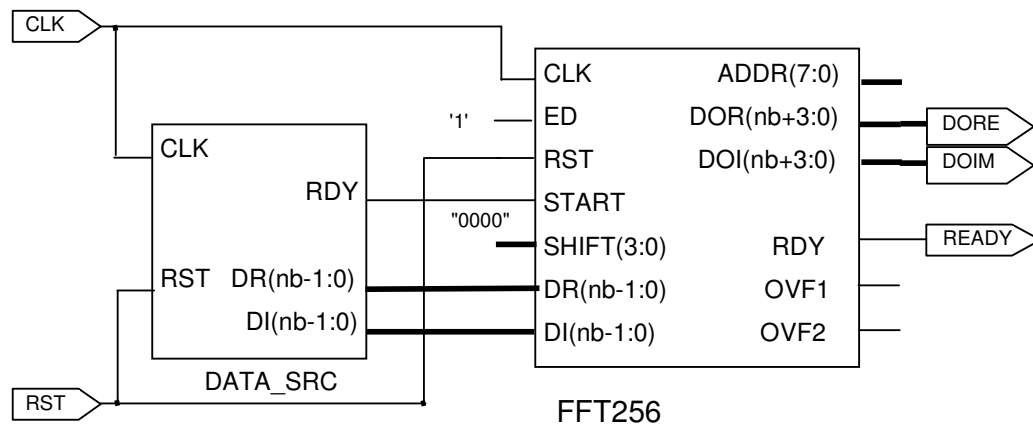 CLK
CLK
ADDR(7:0)
'1'
ED
DOR(nb+3:0)
DORE
CLK
RST
DOI(nb+3:0)
DOIM
RDY
START
"0000"
SHIFT(3:0)
RDY
READY
RST
DR(nb-1:0)
DR(nb-1:0)
OVF1
DI(nb-1:0)
DI(nb-1:0)
OVF2
DATA_SRC
RST
FFT256